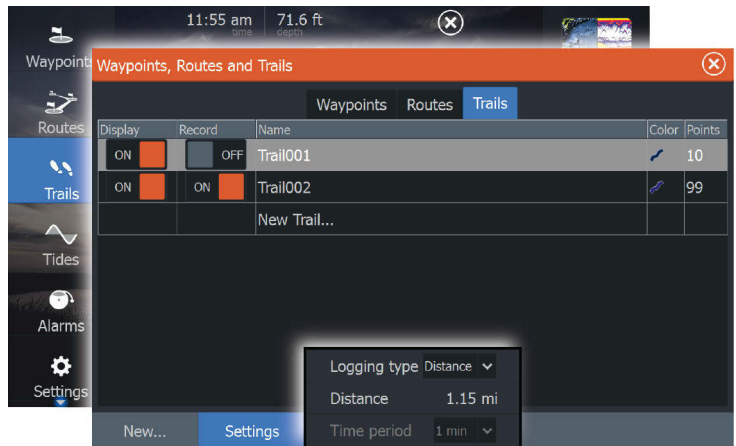 11:55 am
time
71.6 ft
depth
Waypoints
Routes
Trails
Tides
Alarms
Settings
Waypoints, Routes and Trails
Waypoints Routes Trails
Display Record Name Color Points
ON OFF Trail001 10
ON ON Trail002 99
New Trail...
Logging type Distance
Distance 1.15 mi
Time period 1 min
New... Settings